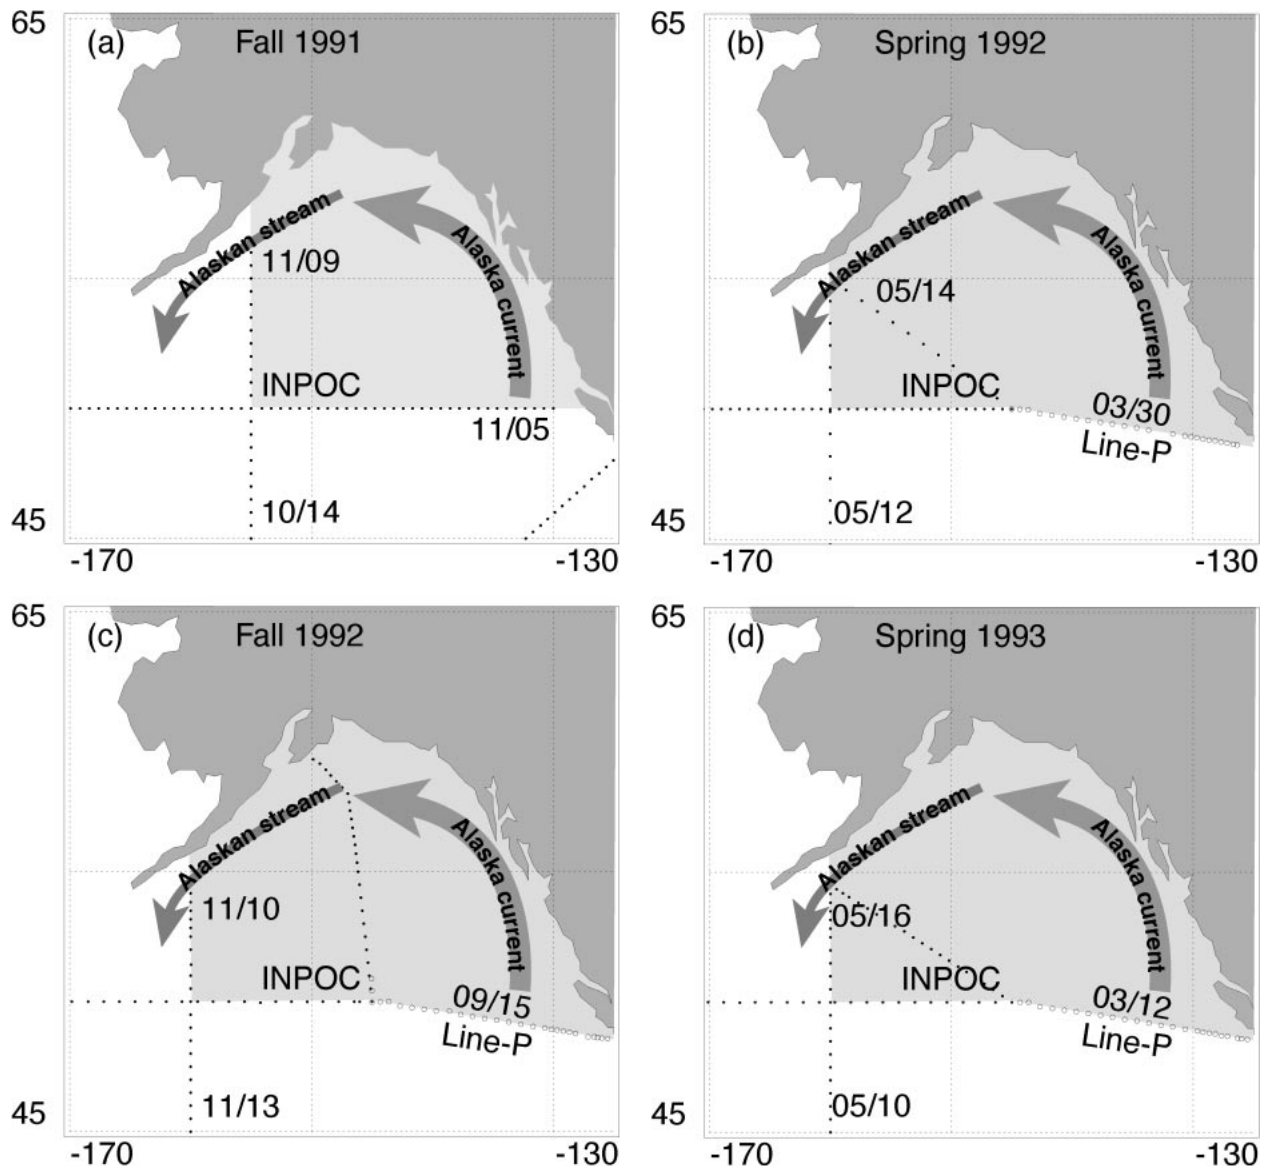 65
(a)
Fall 1991
Alaskan stream
Alaska current
11/09
INPOC
11/05
10/14
45
-170
-130
65
(b)
Spring 1992
Alaskan stream
Alaska current
05/14
INPOC
03/30
Line-P
05/12
45
-170
-130
65
(c)
Fall 1992
Alaskan stream
Alaska current
11/10
INPOC
09/15
Line-P
11/13
45
-170
-130
65
(d)
Spring 1993
Alaskan stream
Alaska current
05/16
INPOC
03/12
Line-P
05/10
45
-170
-130